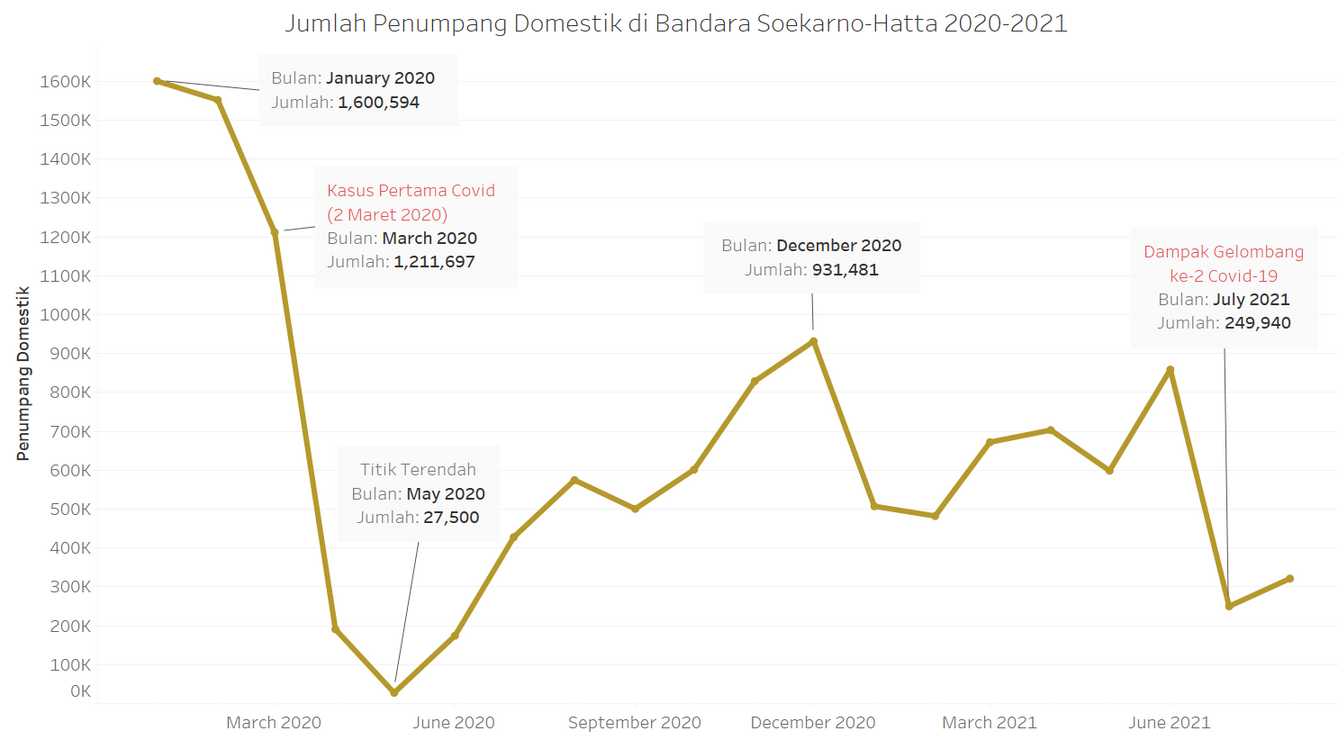 Jumlah Penumpang Domestik di Bandara Soekarno-Hatta 2020-2021
Penumpang Domestik
1600K
1500K
1400K
1300K
1200K
1100K
1000K
900K
800K
700K
600K
500K
400K
300K
200K
100K
0K
Bulan: January 2020
Jumlah: 1,600,594
Kasus Pertama Covid
(2 Maret 2020)
Bulan: March 2020
Jumlah: 1,211,697
Titik Terendah
Bulan: May 2020
Jumlah: 27,500
Bulan: December 2020
Jumlah: 931,481
Dampak Gelombang
ke-2 Covid-19
Bulan: July 2021
Jumlah: 249,940
March 2020
June 2020
September 2020
December 2020
March 2021
June 2021